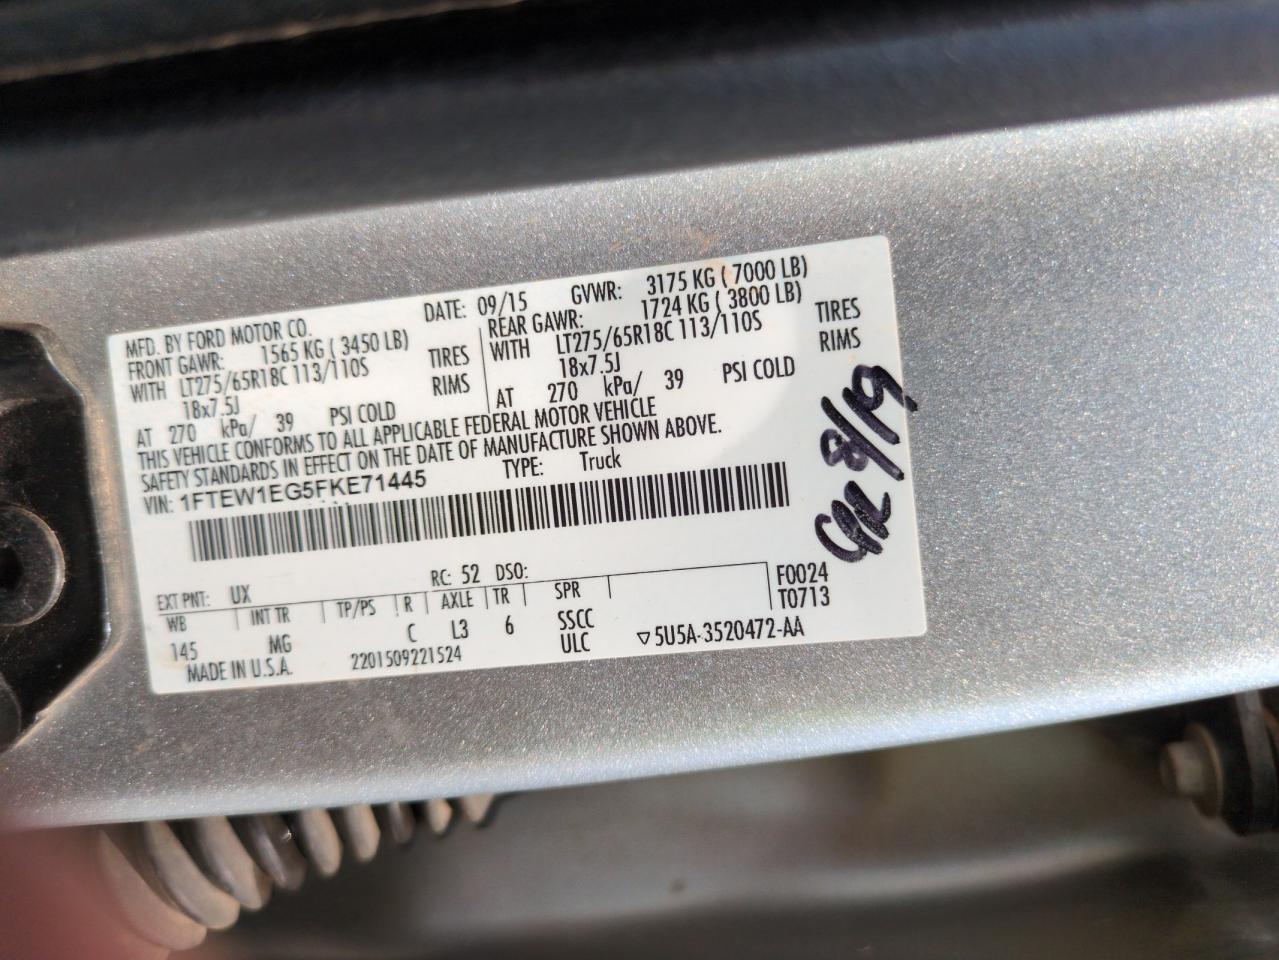 MFD. BY FORD MOTOR CO.
DATE: 09/15 GVWR: 3175 KG ( 7000 LB)
FRONT GAWR: 1565 KG ( 3450 LB)
WITH LT275/65R18C 113/110S TIRES
18x7.5J RIMS
AT 270 kPa/ 39 PSI COLD
REAR GAWR: 1724 KG ( 3800 LB)
WITH LT275/65R18C 113/110S TIRES
18x7.5J RIMS
AT 270 kPa/ 39 PSI COLD
THIS VEHICLE CONFORMS TO ALL APPLICABLE FEDERAL MOTOR VEHICLE
SAFETY STANDARDS IN EFFECT ON THE DATE OF MANUFACTURE SHOWN ABOVE.
VIN: 1FTEW1EG5FKE71445 TYPE: Truck
8/19
EXT PNT: UX RC: 52 DSO:
WB INT TR TP/PS R AXLE TR SPR F0024
145 MG C L3 6 SSCC T0713
ULC ▽5U5A-3520472-AA
MADE IN U.S.A. 2201509221524